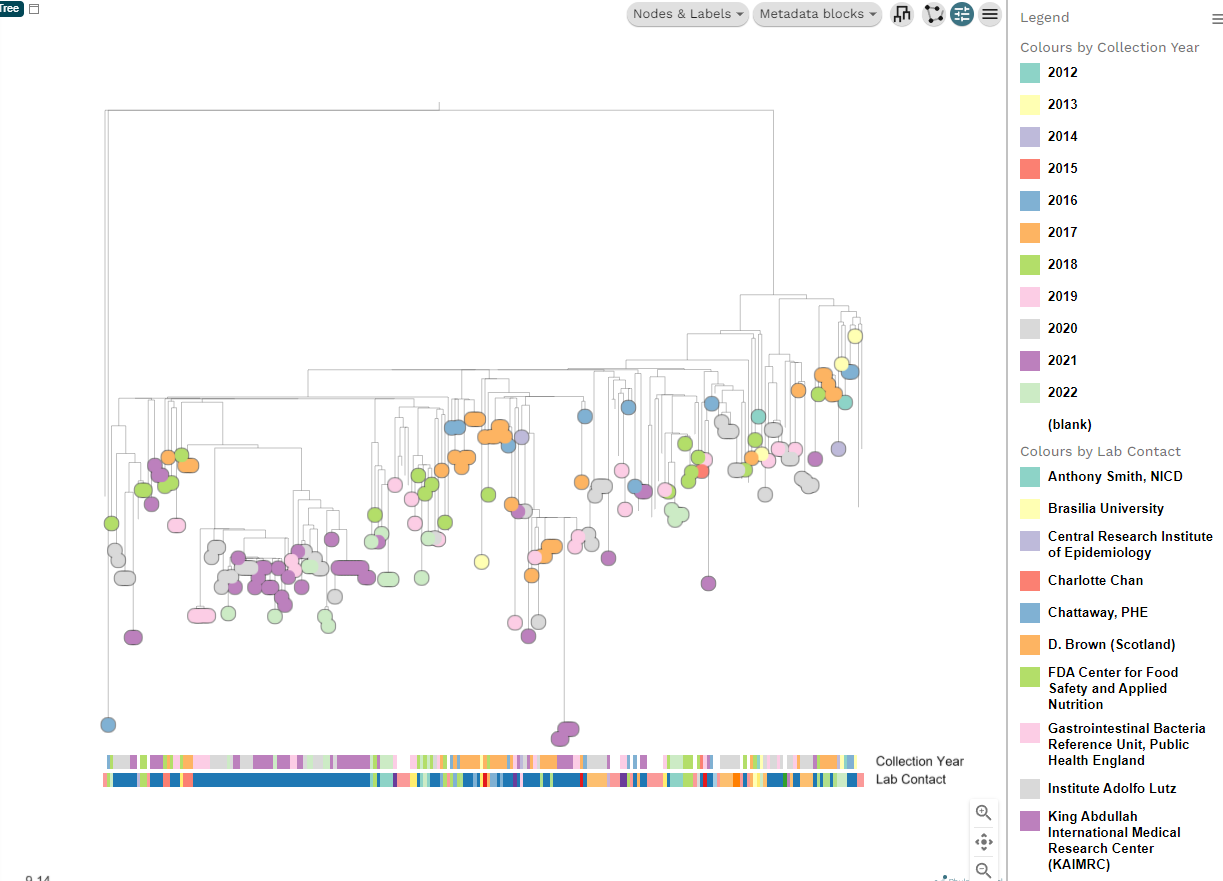 Tree
Nodes & Labels
Metadata blocks
Legend
Colours by Collection Year
2012
2013
2014
2015
2016
2017
2018
2019
2020
2021
2022
(blank)
Colours by Lab Contact
Anthony Smith, NICD
Brasilia University
Central Research Institute
of Epidemiology
Charlotte Chan
Chattaway, PHE
D. Brown (Scotland)
FDA Center for Food
Safety and Applied
Nutrition
Gastrointestinal Bacteria
Reference Unit, Public
Health England
Institute Adolfo Lutz
King Abdullah
International Medical
Research Center
(KAIMRC)
Collection Year
Lab Contact